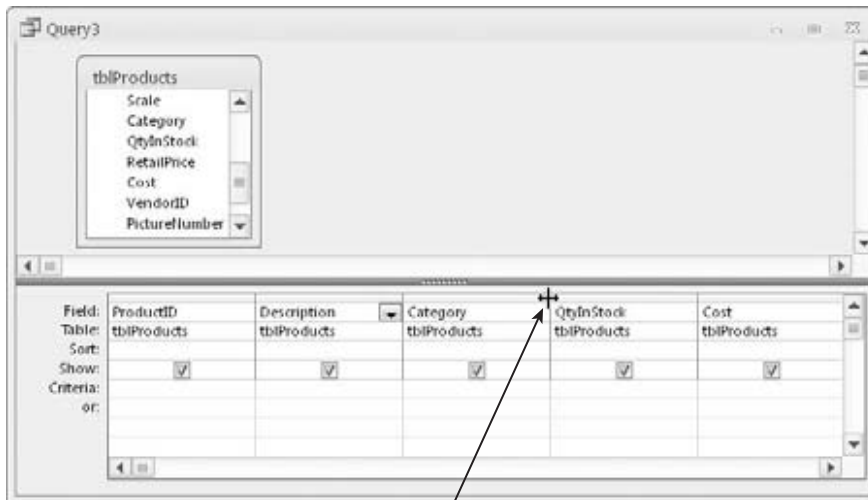 Query3
tblProducts
Scale
Category
QtyInStock
RetailPrice
Cost
VendorID
PictureNumber
Field: ProductID Description Category QtyInStock Cost
Table: tblProducts tblProducts tblProducts tblProducts tblProducts
Sort:
Show:
Criteria:
or: